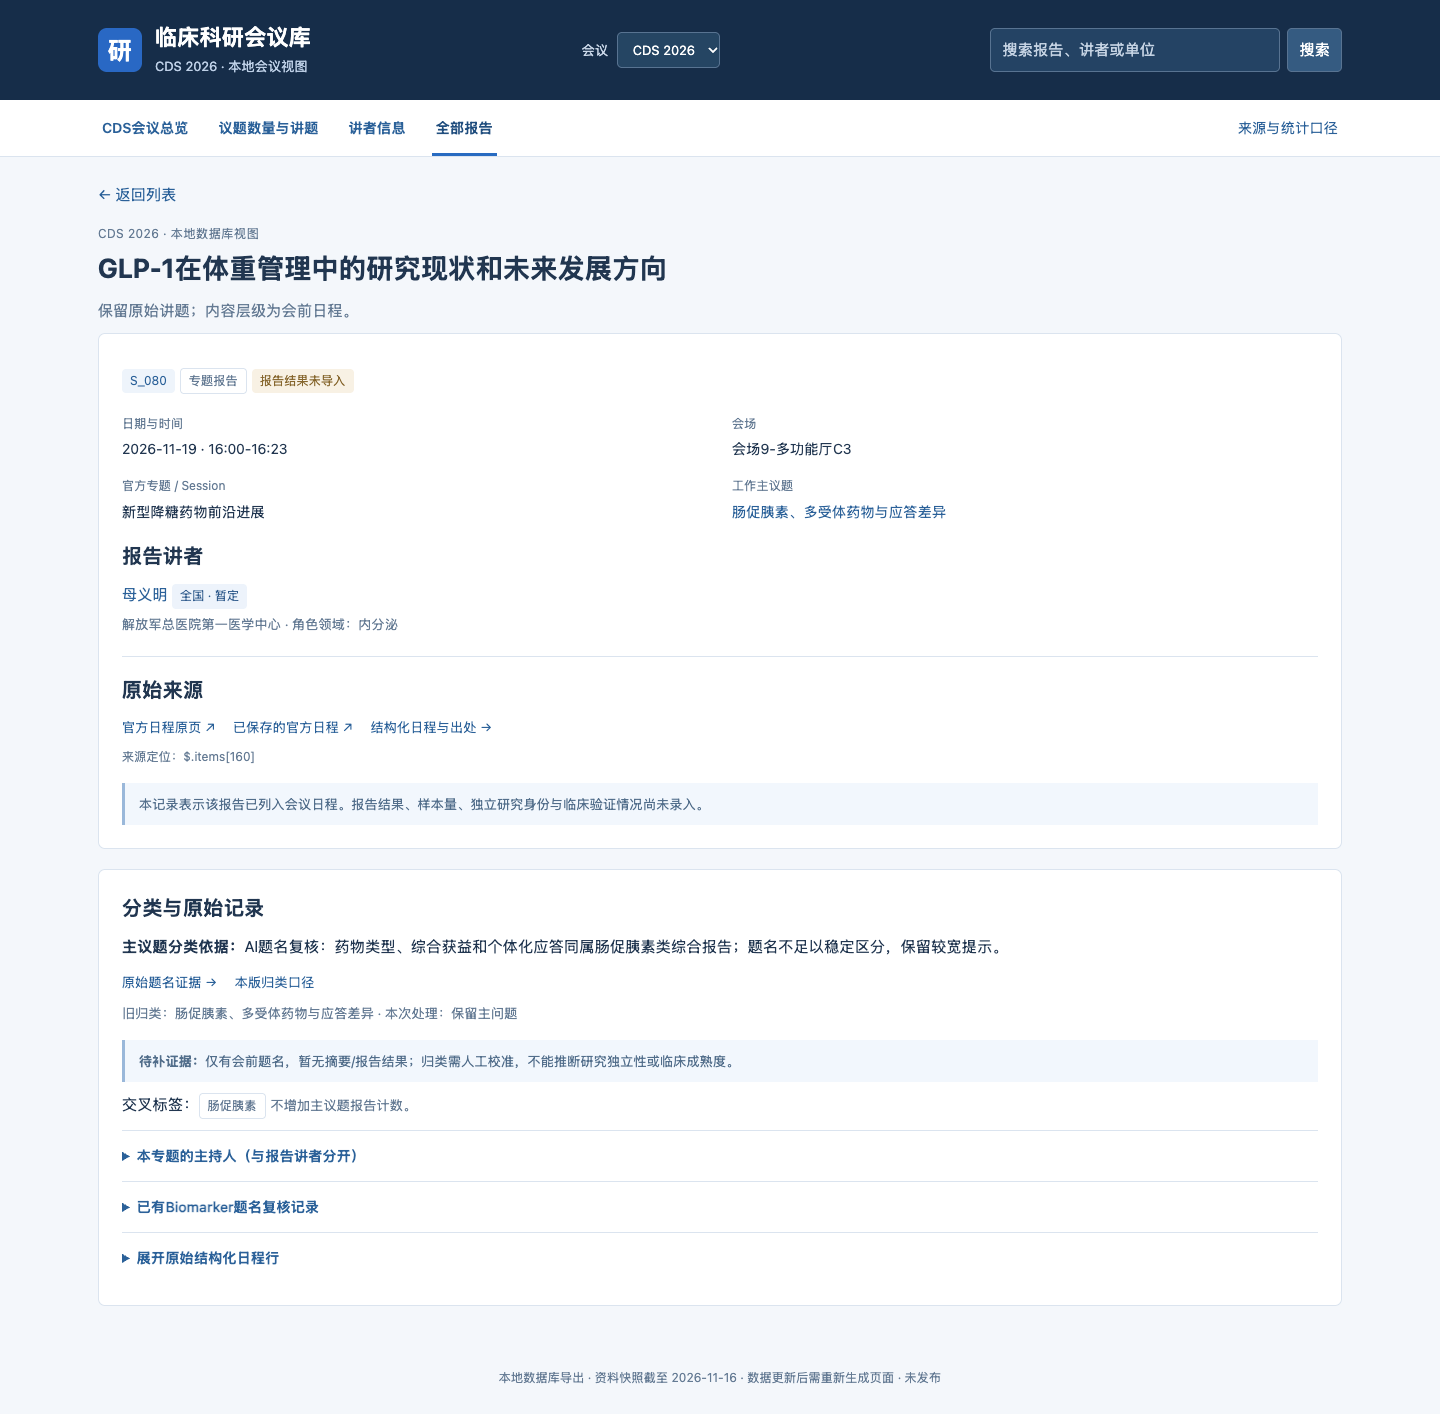 研
临床科研会议库
CDS 2026 · 本地会议视图
会议
CDS 2026
搜索报告、讲者或单位
搜索
CDS会议总览
议题数量与讲题
讲者信息
全部报告
来源与统计口径
← 返回列表
CDS 2026 · 本地数据库视图
GLP-1在体重管理中的研究现状和未来发展方向
保留原始讲题；内容层级为会前日程。
S_080
专题报告
报告结果未导入
日期与时间
2026-11-19 · 16:00-16:23
会场
会场9-多功能厅C3
官方专题 / Session
新型降糖药物前沿进展
工作主议题
肠促胰素、多受体药物与应答差异
报告讲者
母义明 全国 · 暂定
解放军总医院第一医学中心 · 角色领域：内分泌
原始来源
官方日程原页 ↗ 已保存的官方日程 ↗ 结构化日程与出处 →
来源定位：$.items[160]
本记录表示该报告已列入会议日程。报告结果、样本量、独立研究身份与临床验证情况尚未录入。
分类与原始记录
主议题分类依据：AI题名复核：药物类型、综合获益和个体化应答同属肠促胰素类综合报告；题名不足以稳定区分，保留较宽提示。
原始题名证据 → 本版归类口径
旧归类：肠促胰素、多受体药物与应答差异 · 本次处理：保留主问题
待补证据：仅有会前题名，暂无摘要/报告结果；归类需人工校准，不能推断研究独立性或临床成熟度。
交叉标签： 肠促胰素 不增加主议题报告计数。
▶ 本专题的主持人（与报告讲者分开）
▶ 已有Biomarker题名复核记录
▶ 展开原始结构化日程行
本地数据库导出 · 资料快照截至 2026-11-16 · 数据更新后需重新生成页面 · 未发布